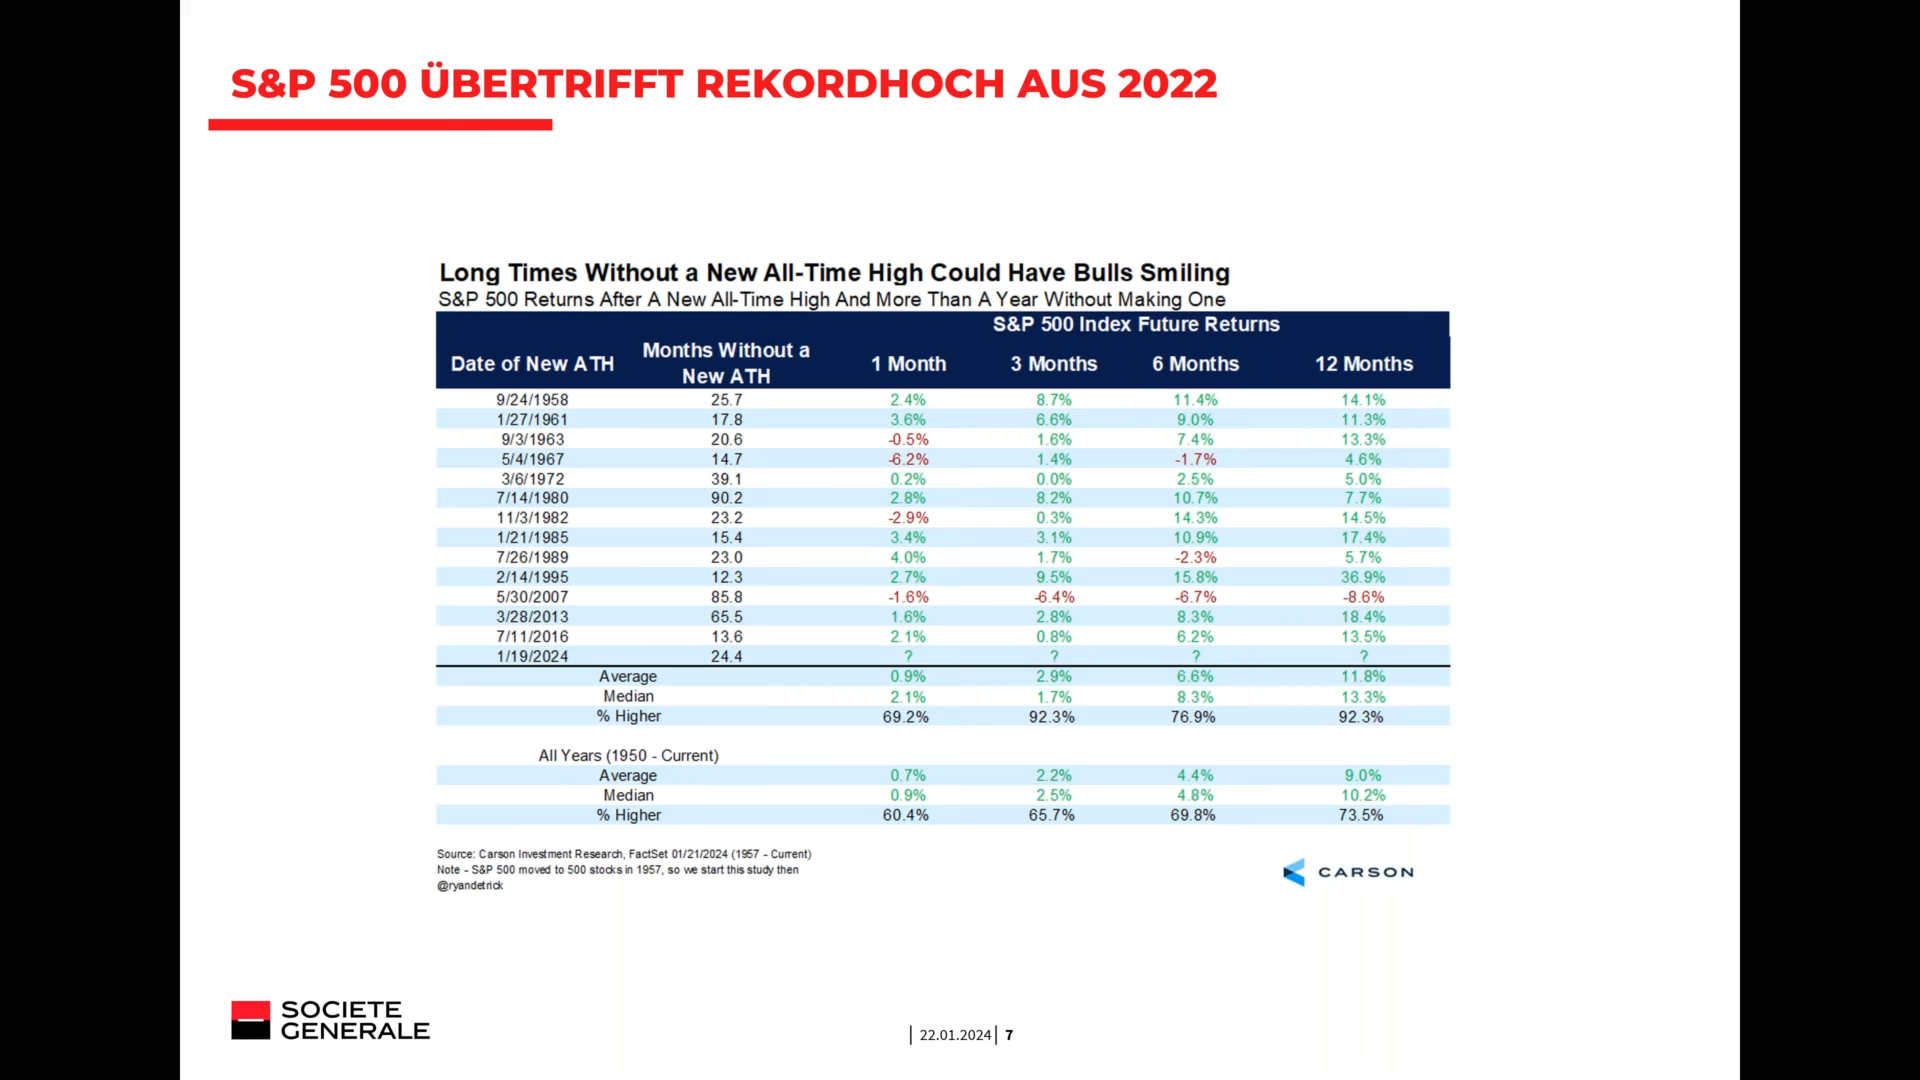 S&P 500 ÜBERTRIFFT REKORDHOCH AUS 2022
Long Times Without a New All-Time High Could Have Bulls Smiling
S&P 500 Returns After A New All-Time High And More Than A Year Without Making One
S&P 500 Index Future Returns
Date of New ATH Months Without a New ATH 1 Month 3 Months 6 Months 12 Months
9/24/1958 25.7 2.4% 8.7% 11.4% 14.1%
1/27/1961 17.8 3.6% 6.6% 9.0% 11.3%
9/3/1963 20.6 -0.5% 1.6% 7.4% 13.3%
5/4/1967 14.7 -6.2% 1.4% -1.7% 4.6%
3/6/1972 39.1 0.2% 0.0% 2.5% 5.0%
7/14/1980 90.2 2.8% 8.2% 10.7% 7.7%
11/3/1982 23.2 -2.9% 0.3% 14.3% 14.5%
1/21/1985 15.4 3.4% 3.1% 10.9% 17.4%
7/26/1989 23.0 4.0% 1.7% -2.3% 5.7%
2/14/1995 12.3 2.7% 9.5% 15.8% 36.9%
5/30/2007 85.8 -1.6% -6.4% -6.7% -8.6%
3/28/2013 65.5 1.6% 2.8% 8.3% 18.4%
7/11/2016 13.6 2.1% 0.8% 6.2% 13.5%
1/19/2024 24.4 ? ? ? ?
Average 0.9% 2.9% 6.6% 11.8%
Median 2.1% 1.7% 8.3% 13.3%
% Higher 69.2% 92.3% 76.9% 92.3%
All Years (1950 - Current)
Average 0.7% 2.2% 4.4% 9.0%
Median 0.9% 2.5% 4.8% 10.2%
% Higher 60.4% 65.7% 69.8% 73.5%
Source: Carson Investment Research, FactSet 01/21/2024 (1957 - Current)
Note - S&P 500 moved to 500 stocks in 1957, so we start this study then
@ryandetrick
CARSON
SOCIETE
GENERALE
| 22.01.2024 | 7